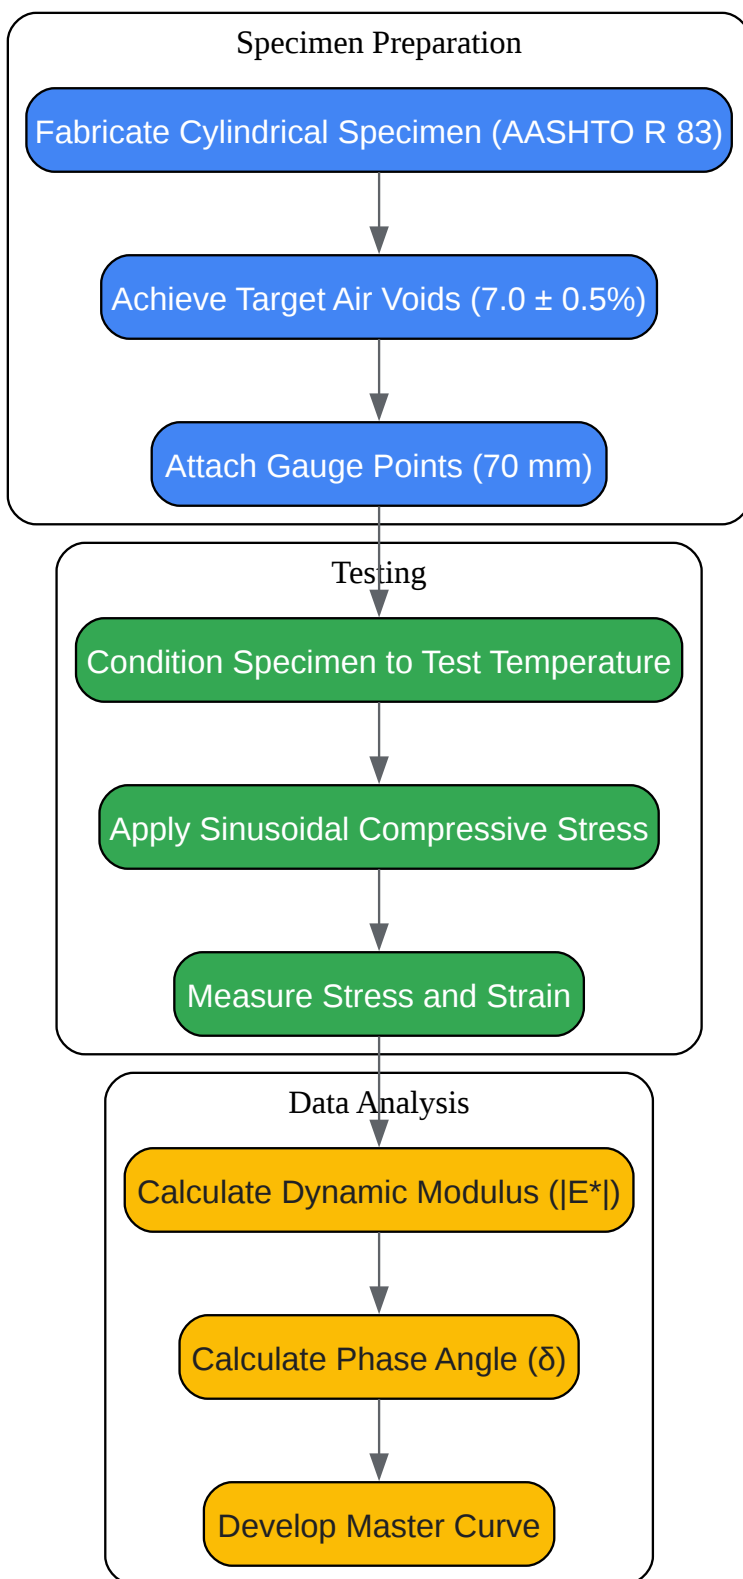 Specimen Preparation
Fabricate Cylindrical Specimen (AASHTO R 83)
Achieve Target Air Voids (7.0 ± 0.5%)
Attach Gauge Points (70 mm)
Testing
Condition Specimen to Test Temperature
Apply Sinusoidal Compressive Stress
Measure Stress and Strain
Data Analysis
Calculate Dynamic Modulus (|E*|)
Calculate Phase Angle (δ)
Develop Master Curve